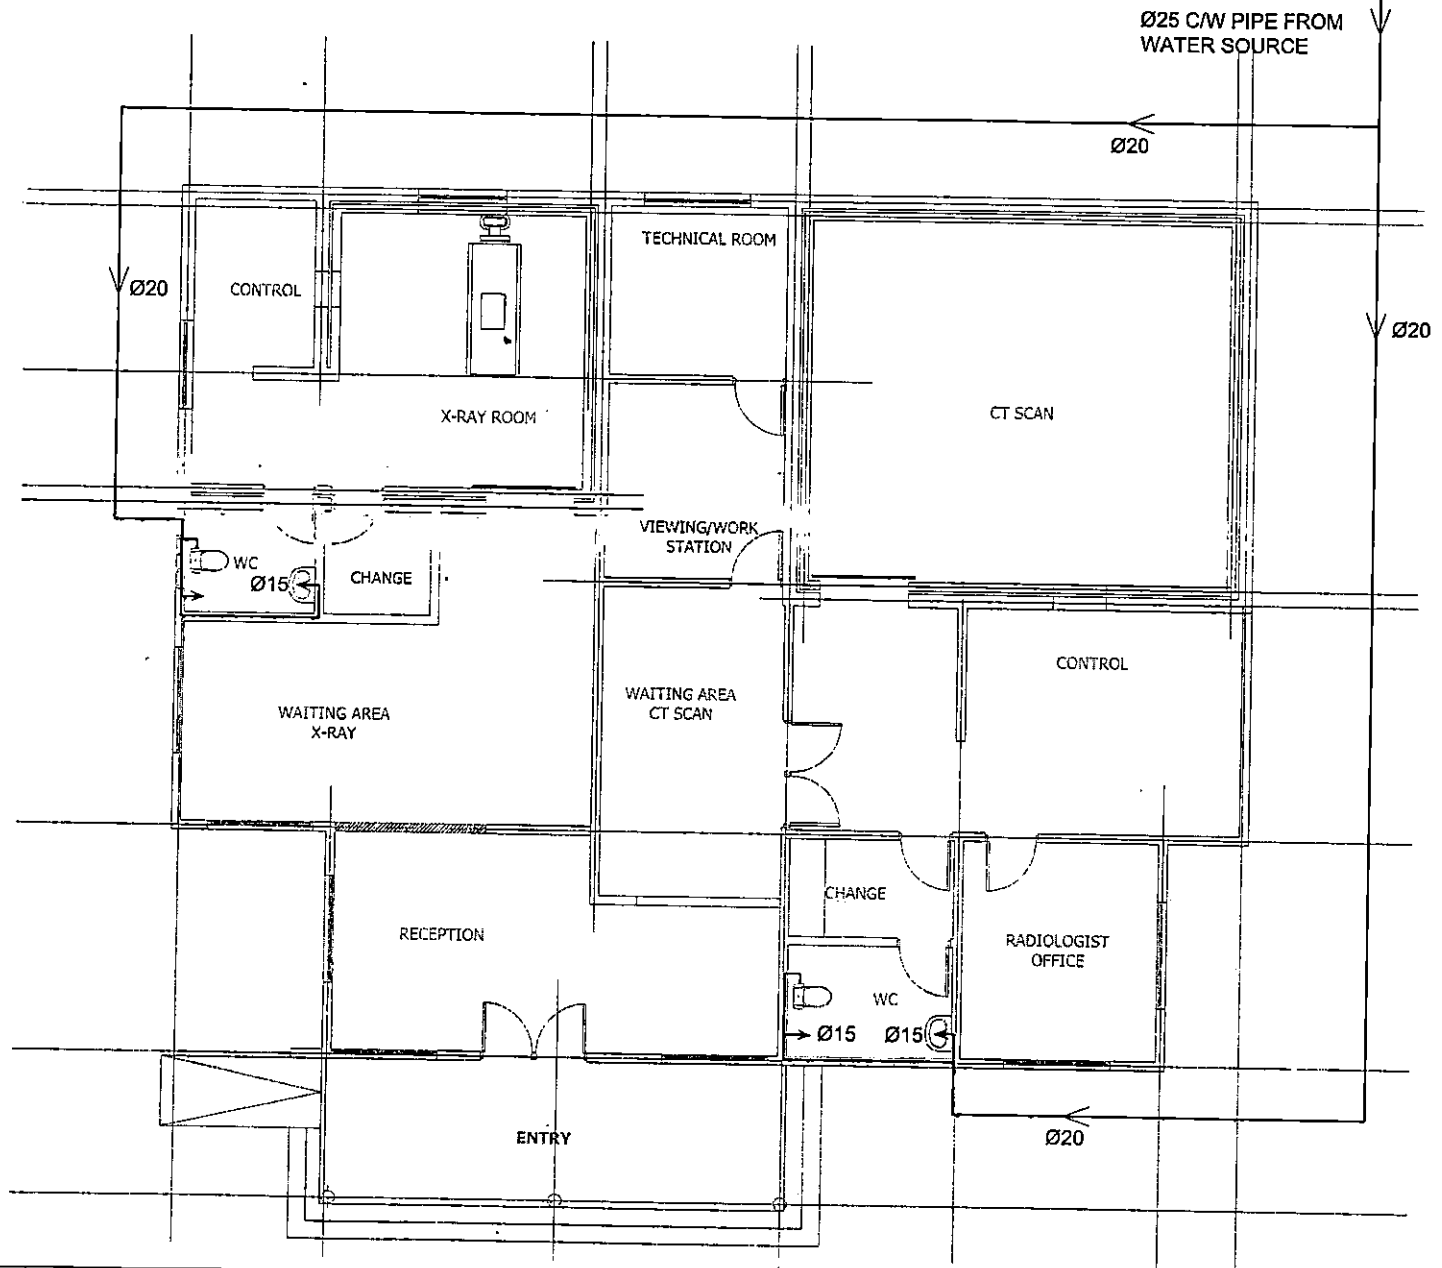 Ø25 C/W PIPE FROM
WATER SOURCE
Ø20
TECHNICAL ROOM
Ø20
CONTROL
Ø20
X-RAY ROOM
CT SCAN
VIEWING/WORK
STATION
WC
Ø15
CHANGE
CONTROL
WAITING AREA
X-RAY
WAITING AREA
CT SCAN
CHANGE
RECEPTION
RADIOLOGIST
OFFICE
WC
Ø15
Ø15
ENTRY
Ø20